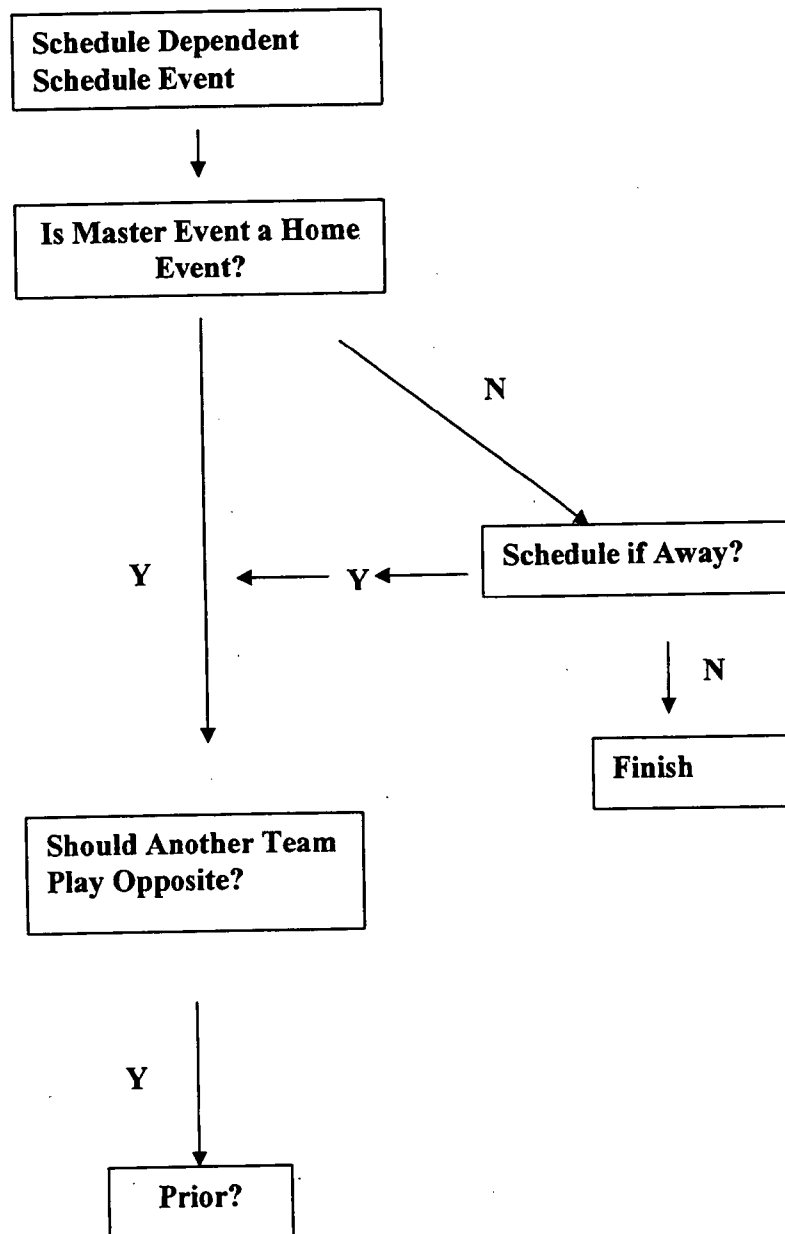 Schedule Dependent
Schedule Event
Is Master Event a Home
Event?
N
Schedule if Away?
Y
Y
N
Finish
Should Another Team
Play Opposite?
Y
Prior?